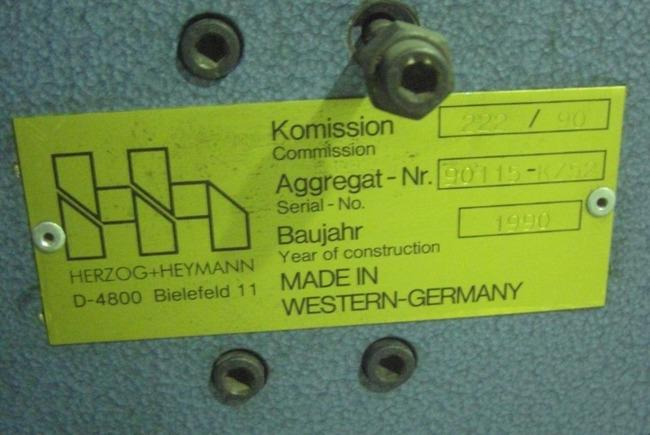 Komission 222 / 90
Commission
Aggregat-Nr. 90115-K/52
Serial-No.
Baujahr 1990
Year of construction
MADE IN
WESTERN-GERMANY
HERZOG+HEYMANN
D-4800 Bielefeld 11